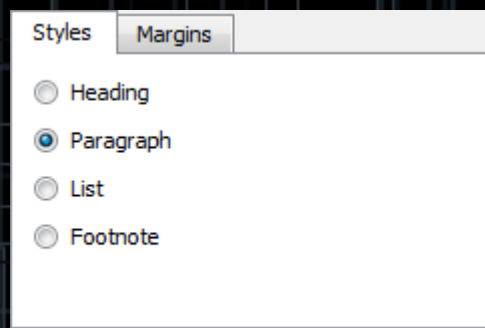 Styles Margins
Heading
Paragraph
List
Footnote